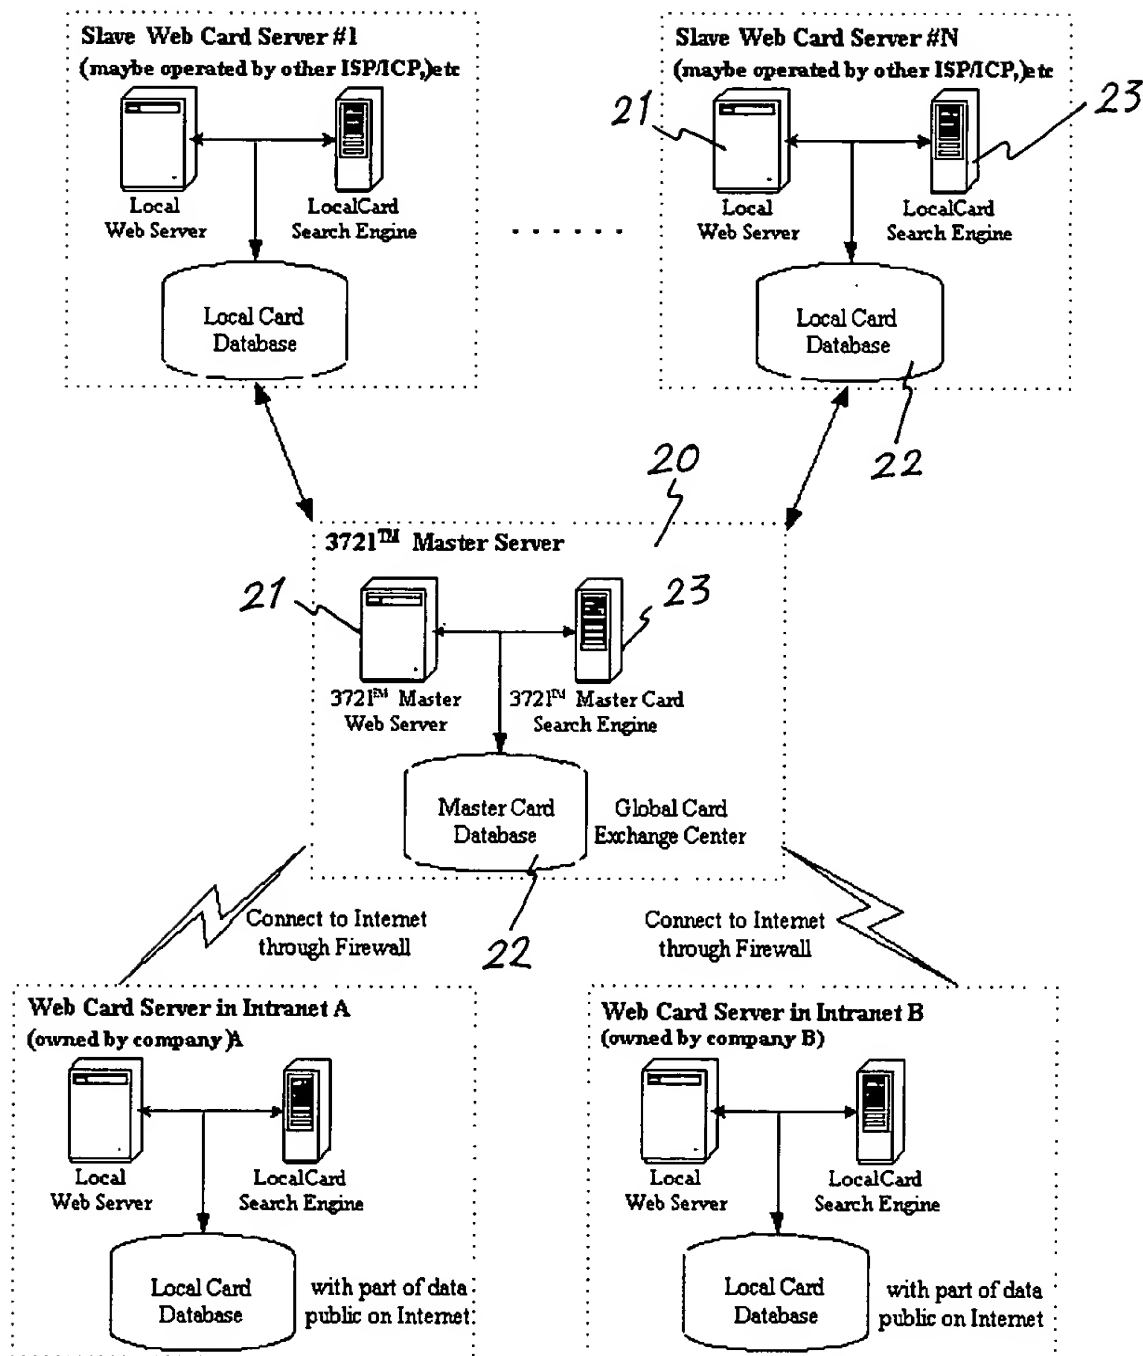 Slave Web Card Server #1
(maybe operated by other ISP/ICP,)etc
Local
Web Server
LocalCard
Search Engine
Local Card
Database
. . . . . .
Slave Web Card Server #N
(maybe operated by other ISP/ICP,)etc
21
23
Local
Web Server
LocalCard
Search Engine
Local Card
Database
22
20
3721™ Master Server
21
23
3721™ Master
Web Server
3721™ Master Card
Search Engine
Master Card
Database
Global Card
Exchange Center
22
Connect to Internet
through Firewall
Connect to Internet
through Firewall
Web Card Server in Intranet A
(owned by company )A
Local
Web Server
LocalCard
Search Engine
Local Card
Database
with part of data
public on Internet
Web Card Server in Intranet B
(owned by company B)
Local
Web Server
LocalCard
Search Engine
Local Card
Database
with part of data
public on Internet